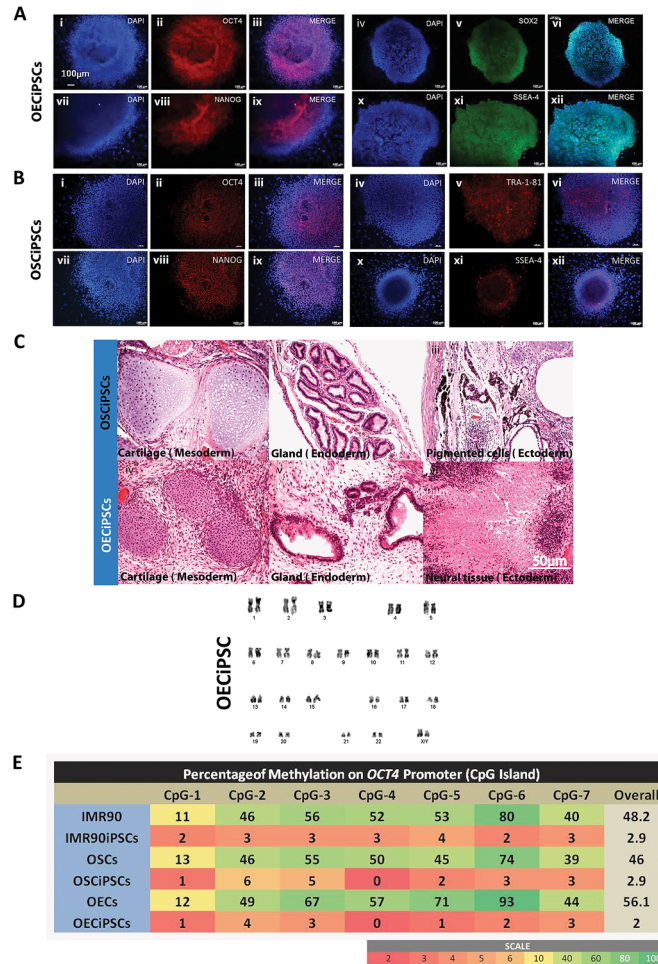 A
OECiPSCs
i DAPI
100µm
ii OCT4
iii MERGE
iv DAPI
v SOX2
vi MERGE
vii DAPI
viii NANOG
ix MERGE
x DAPI
xi SSEA-4
xii MERGE
B
OSCiPSCs
i DAPI
ii OCT4
iii MERGE
iv DAPI
v TRA-1-81
vi MERGE
vii DAPI
viii NANOG
ix MERGE
x DAPI
xi SSEA-4
xii MERGE
C
OSCiPSCs
Cartilage ( Mesoderm)
Gland ( Endoderm)
Pigmented cells ( Ectoderm)
OECiPSCs
Cartilage ( Mesoderm)
Gland ( Endoderm)
50µm
Neural tissue ( Ectoderm)
D
OECiPSC
1 2 3 4 5
6 7 8 9 10 11 12
13 14 15 16 17 18
19 20 21 22 X/Y
E
Percentageof Methylation on OCT4 Promoter (CpG Island)
CpG-1 CpG-2 CpG-3 CpG-4 CpG-5 CpG-6 CpG-7 Overall
IMR90 11 46 56 52 53 80 40 48.2
IMR90iPSCs 2 3 3 3 4 2 3 2.9
OSCs 13 46 55 50 45 74 39 46
OSCiPSCs 1 6 5 0 2 3 3 2.9
OECs 12 49 67 57 71 93 44 56.1
OECiPSCs 1 4 3 0 1 2 3 2
SCALE
2 3 4 5 6 10 40 60 80 100